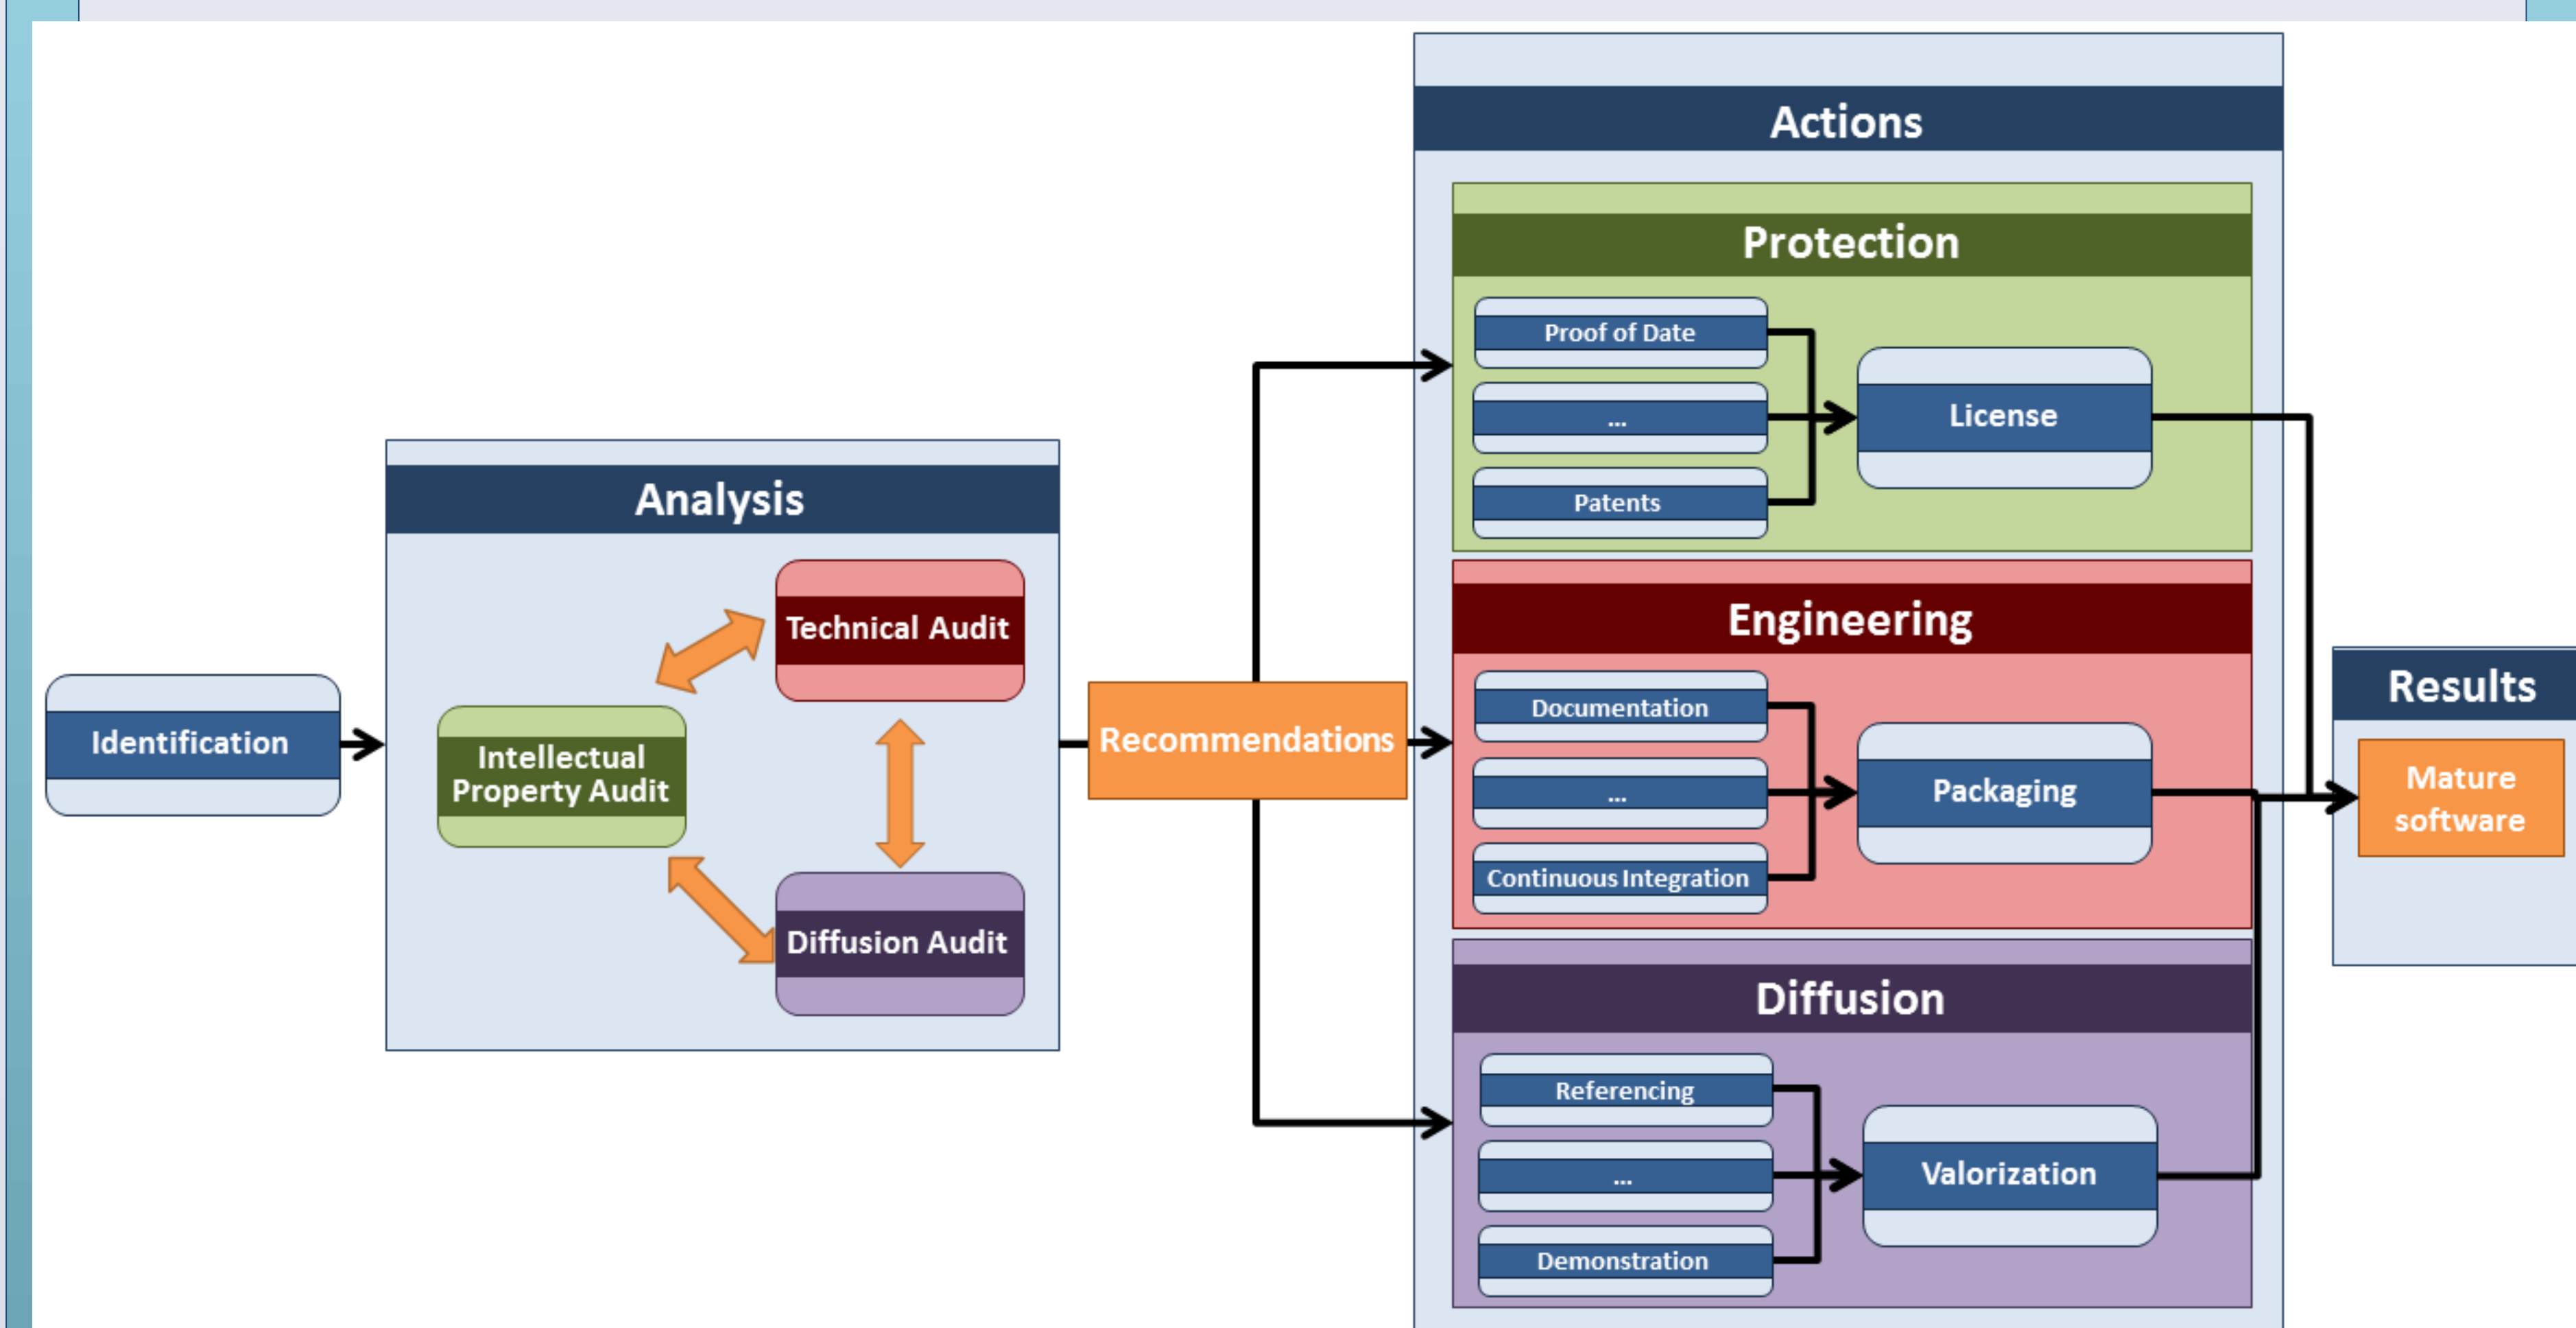 Identification
Analysis
Technical Audit
Intellectual
Property Audit
Diffusion Audit
Recommendations
Actions
Protection
Proof of Date
...
Patents
License
Engineering
Documentation
...
Continuous Integration
Packaging
Diffusion
Referencing
...
Demonstration
Valorization
Results
Mature
software